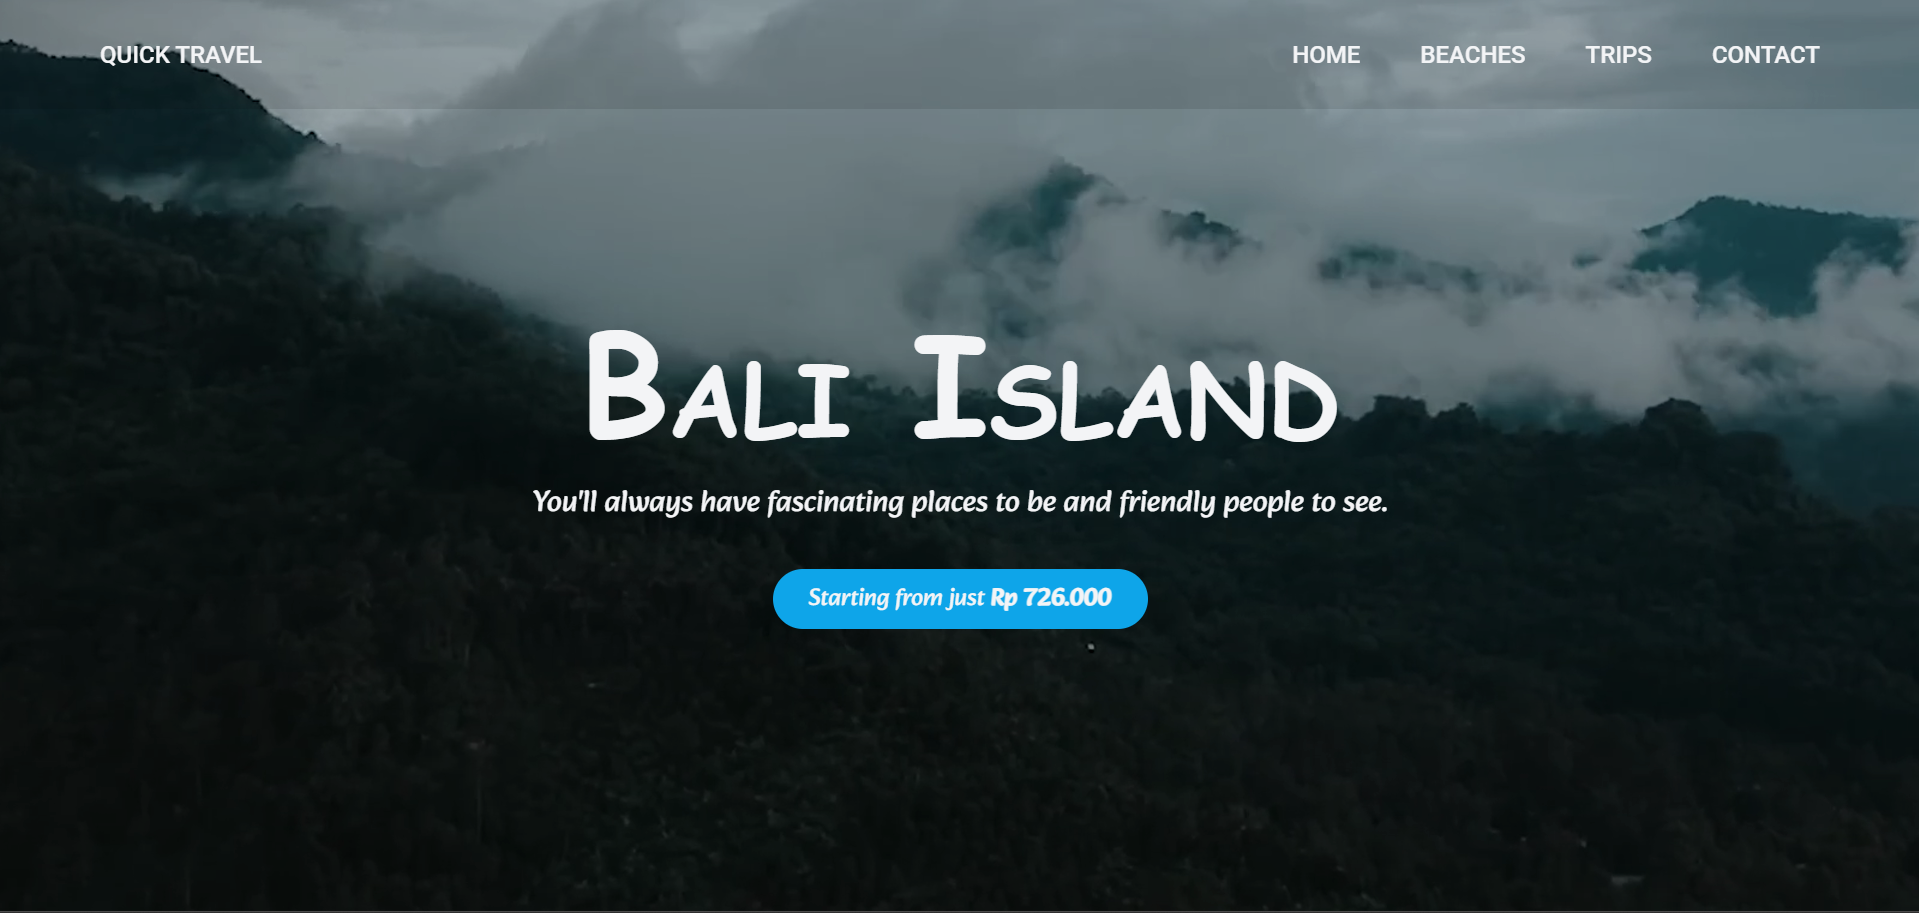 QUICK TRAVEL HOME BEACHES TRIPS CONTACT
Bali Island
You'll always have fascinating places to be and friendly people to see.
Starting from just Rp 726.000